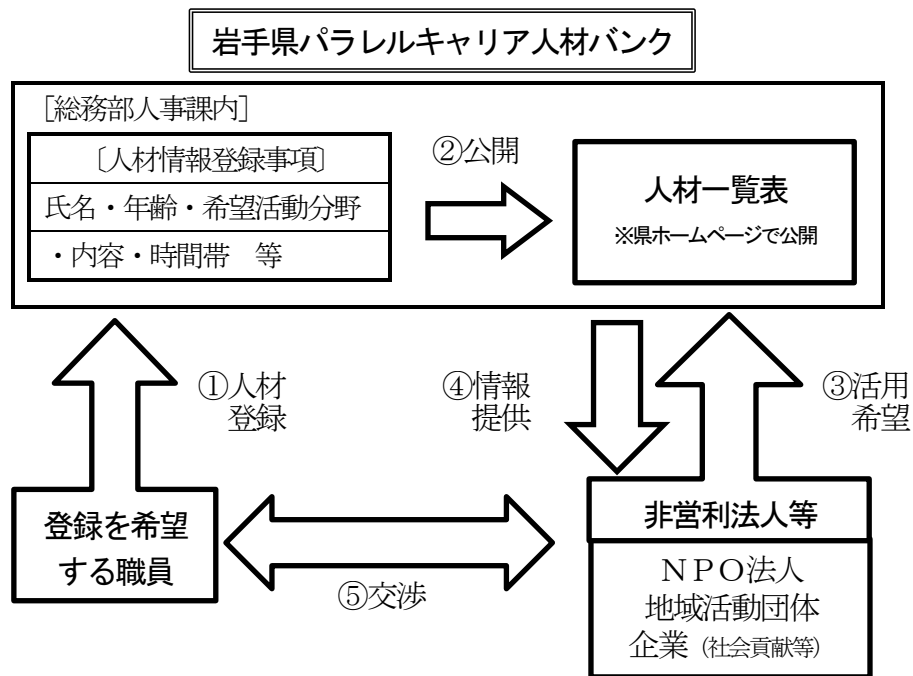 岩手県パラレルキャリア人材バンク
［総務部人事課内］
〔人材情報登録事項〕
氏名・年齢・希望活動分野
・内容・時間帯　等
②公開
人材一覧表
※県ホームページで公開
①人材
登録
④情報
提供
③活用
希望
登録を希望
する職員
⑤交渉
非営利法人等
ＮＰＯ法人
地域活動団体
企業（社会貢献等）